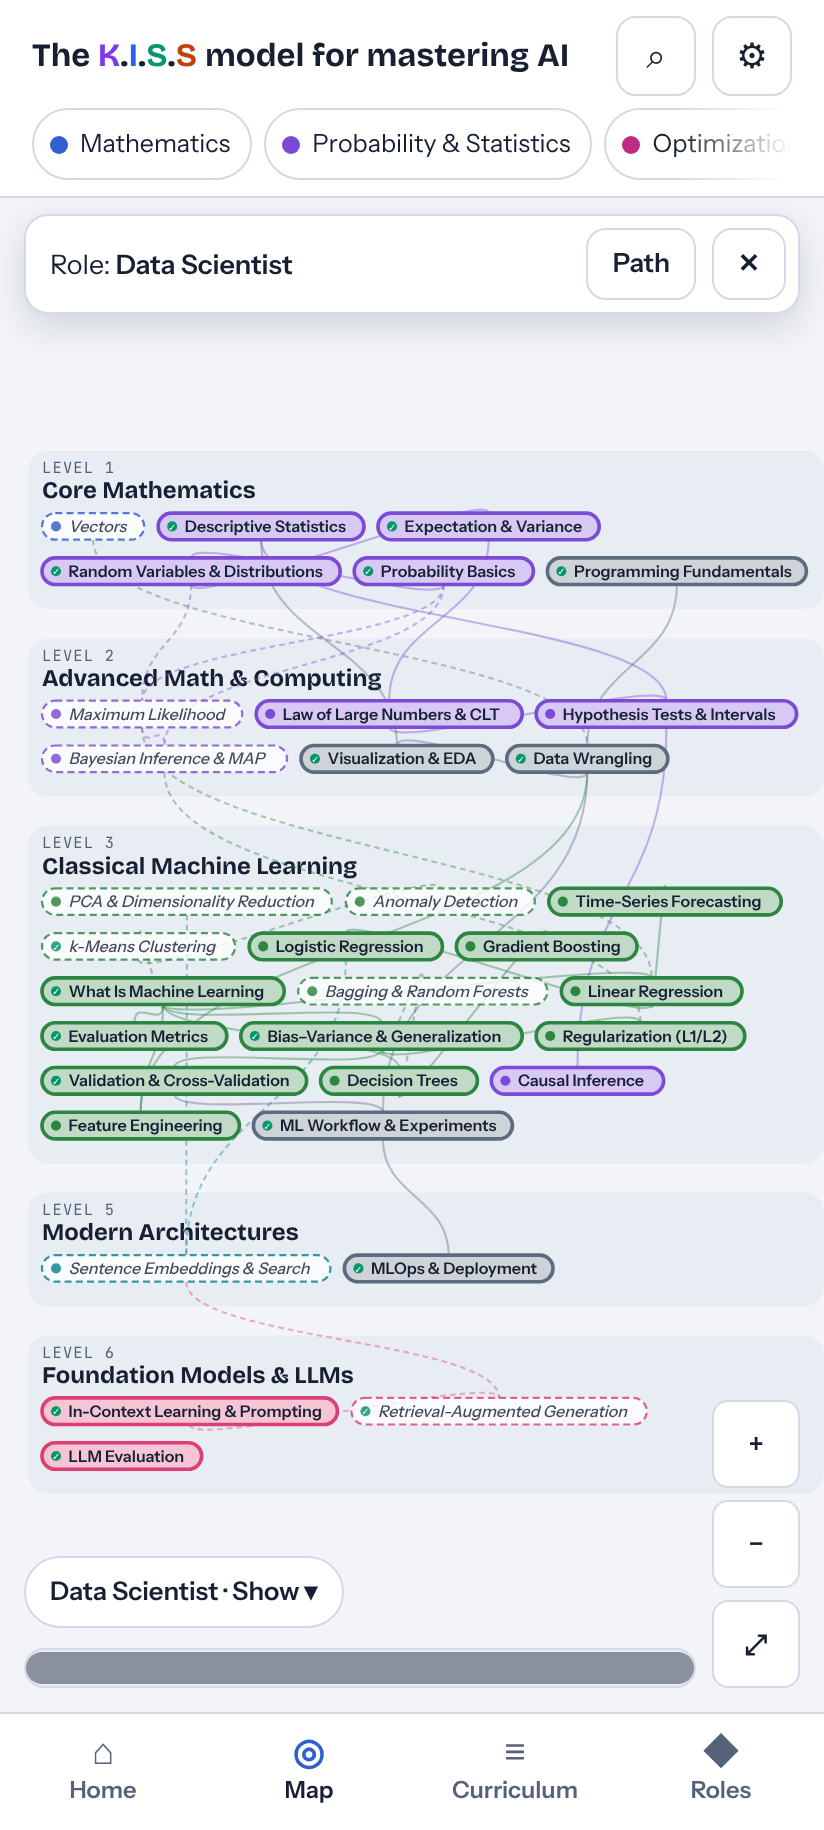 The K.I.S.S model for mastering AI
Mathematics
Probability & Statistics
Optimizatio
Role: Data Scientist
Path
LEVEL 1
Core Mathematics
Vectors
Descriptive Statistics
Expectation & Variance
Random Variables & Distributions
Probability Basics
Programming Fundamentals
LEVEL 2
Advanced Math & Computing
Maximum Likelihood
Law of Large Numbers & CLT
Hypothesis Tests & Intervals
Bayesian Inference & MAP
Visualization & EDA
Data Wrangling
LEVEL 3
Classical Machine Learning
PCA & Dimensionality Reduction
Anomaly Detection
Time-Series Forecasting
k-Means Clustering
Logistic Regression
Gradient Boosting
What Is Machine Learning
Bagging & Random Forests
Linear Regression
Evaluation Metrics
Bias–Variance & Generalization
Regularization (L1/L2)
Validation & Cross-Validation
Decision Trees
Causal Inference
Feature Engineering
ML Workflow & Experiments
LEVEL 5
Modern Architectures
Sentence Embeddings & Search
MLOps & Deployment
LEVEL 6
Foundation Models & LLMs
In-Context Learning & Prompting
Retrieval-Augmented Generation
LLM Evaluation
Data Scientist · Show ▾
Home
Map
Curriculum
Roles